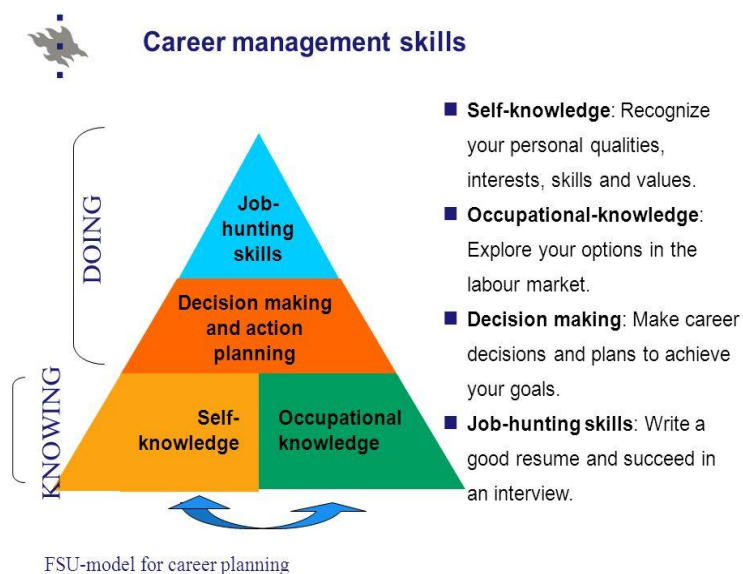 Career management skills
DOING
KNOWING
Job-
hunting
skills
Decision making
and action
planning
Self-
knowledge
Occupational
knowledge
FSU-model for career planning
Self-knowledge: Recognize
your personal qualities,
interests, skills and values.
Occupational-knowledge:
Explore your options in the
labour market.
Decision making: Make career
decisions and plans to achieve
your goals.
Job-hunting skills: Write a
good resume and succeed in
an interview.